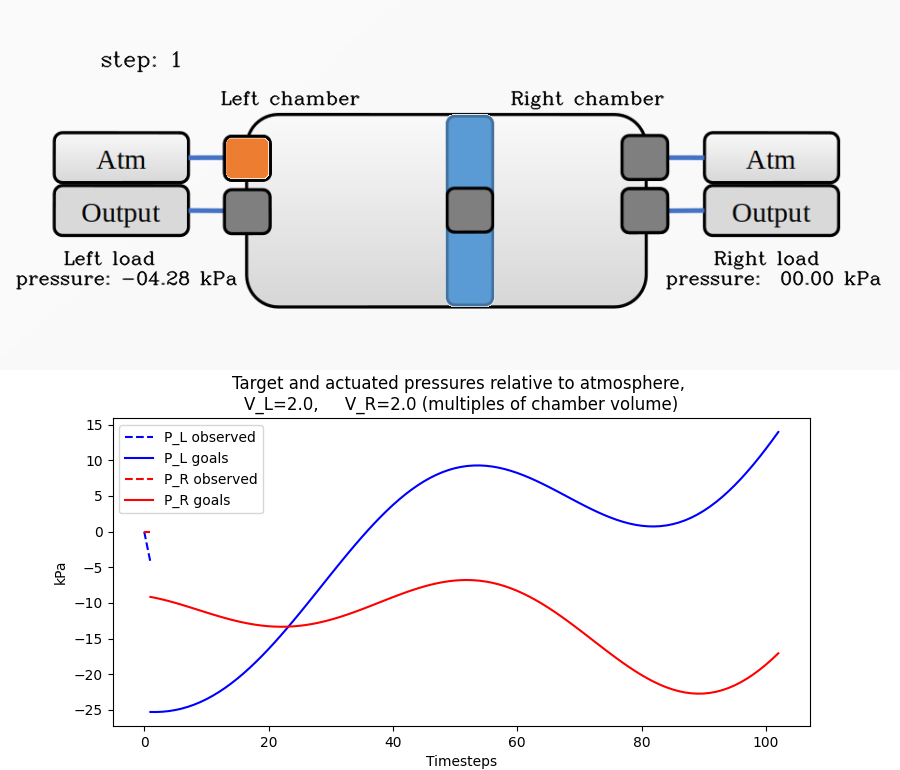 step: 1
Left chamber
Right chamber
Atm
Output
Left load
pressure: -04.28 kPa
Atm
Output
Right load
pressure: 00.00 kPa
Target and actuated pressures relative to atmosphere,
V_L=2.0, V_R=2.0 (multiples of chamber volume)
P_L observed
P_L goals
P_R observed
P_R goals
15
10
5
0
−5
−10
−15
−20
−25
kPa
0 20 40 60 80 100
Timesteps